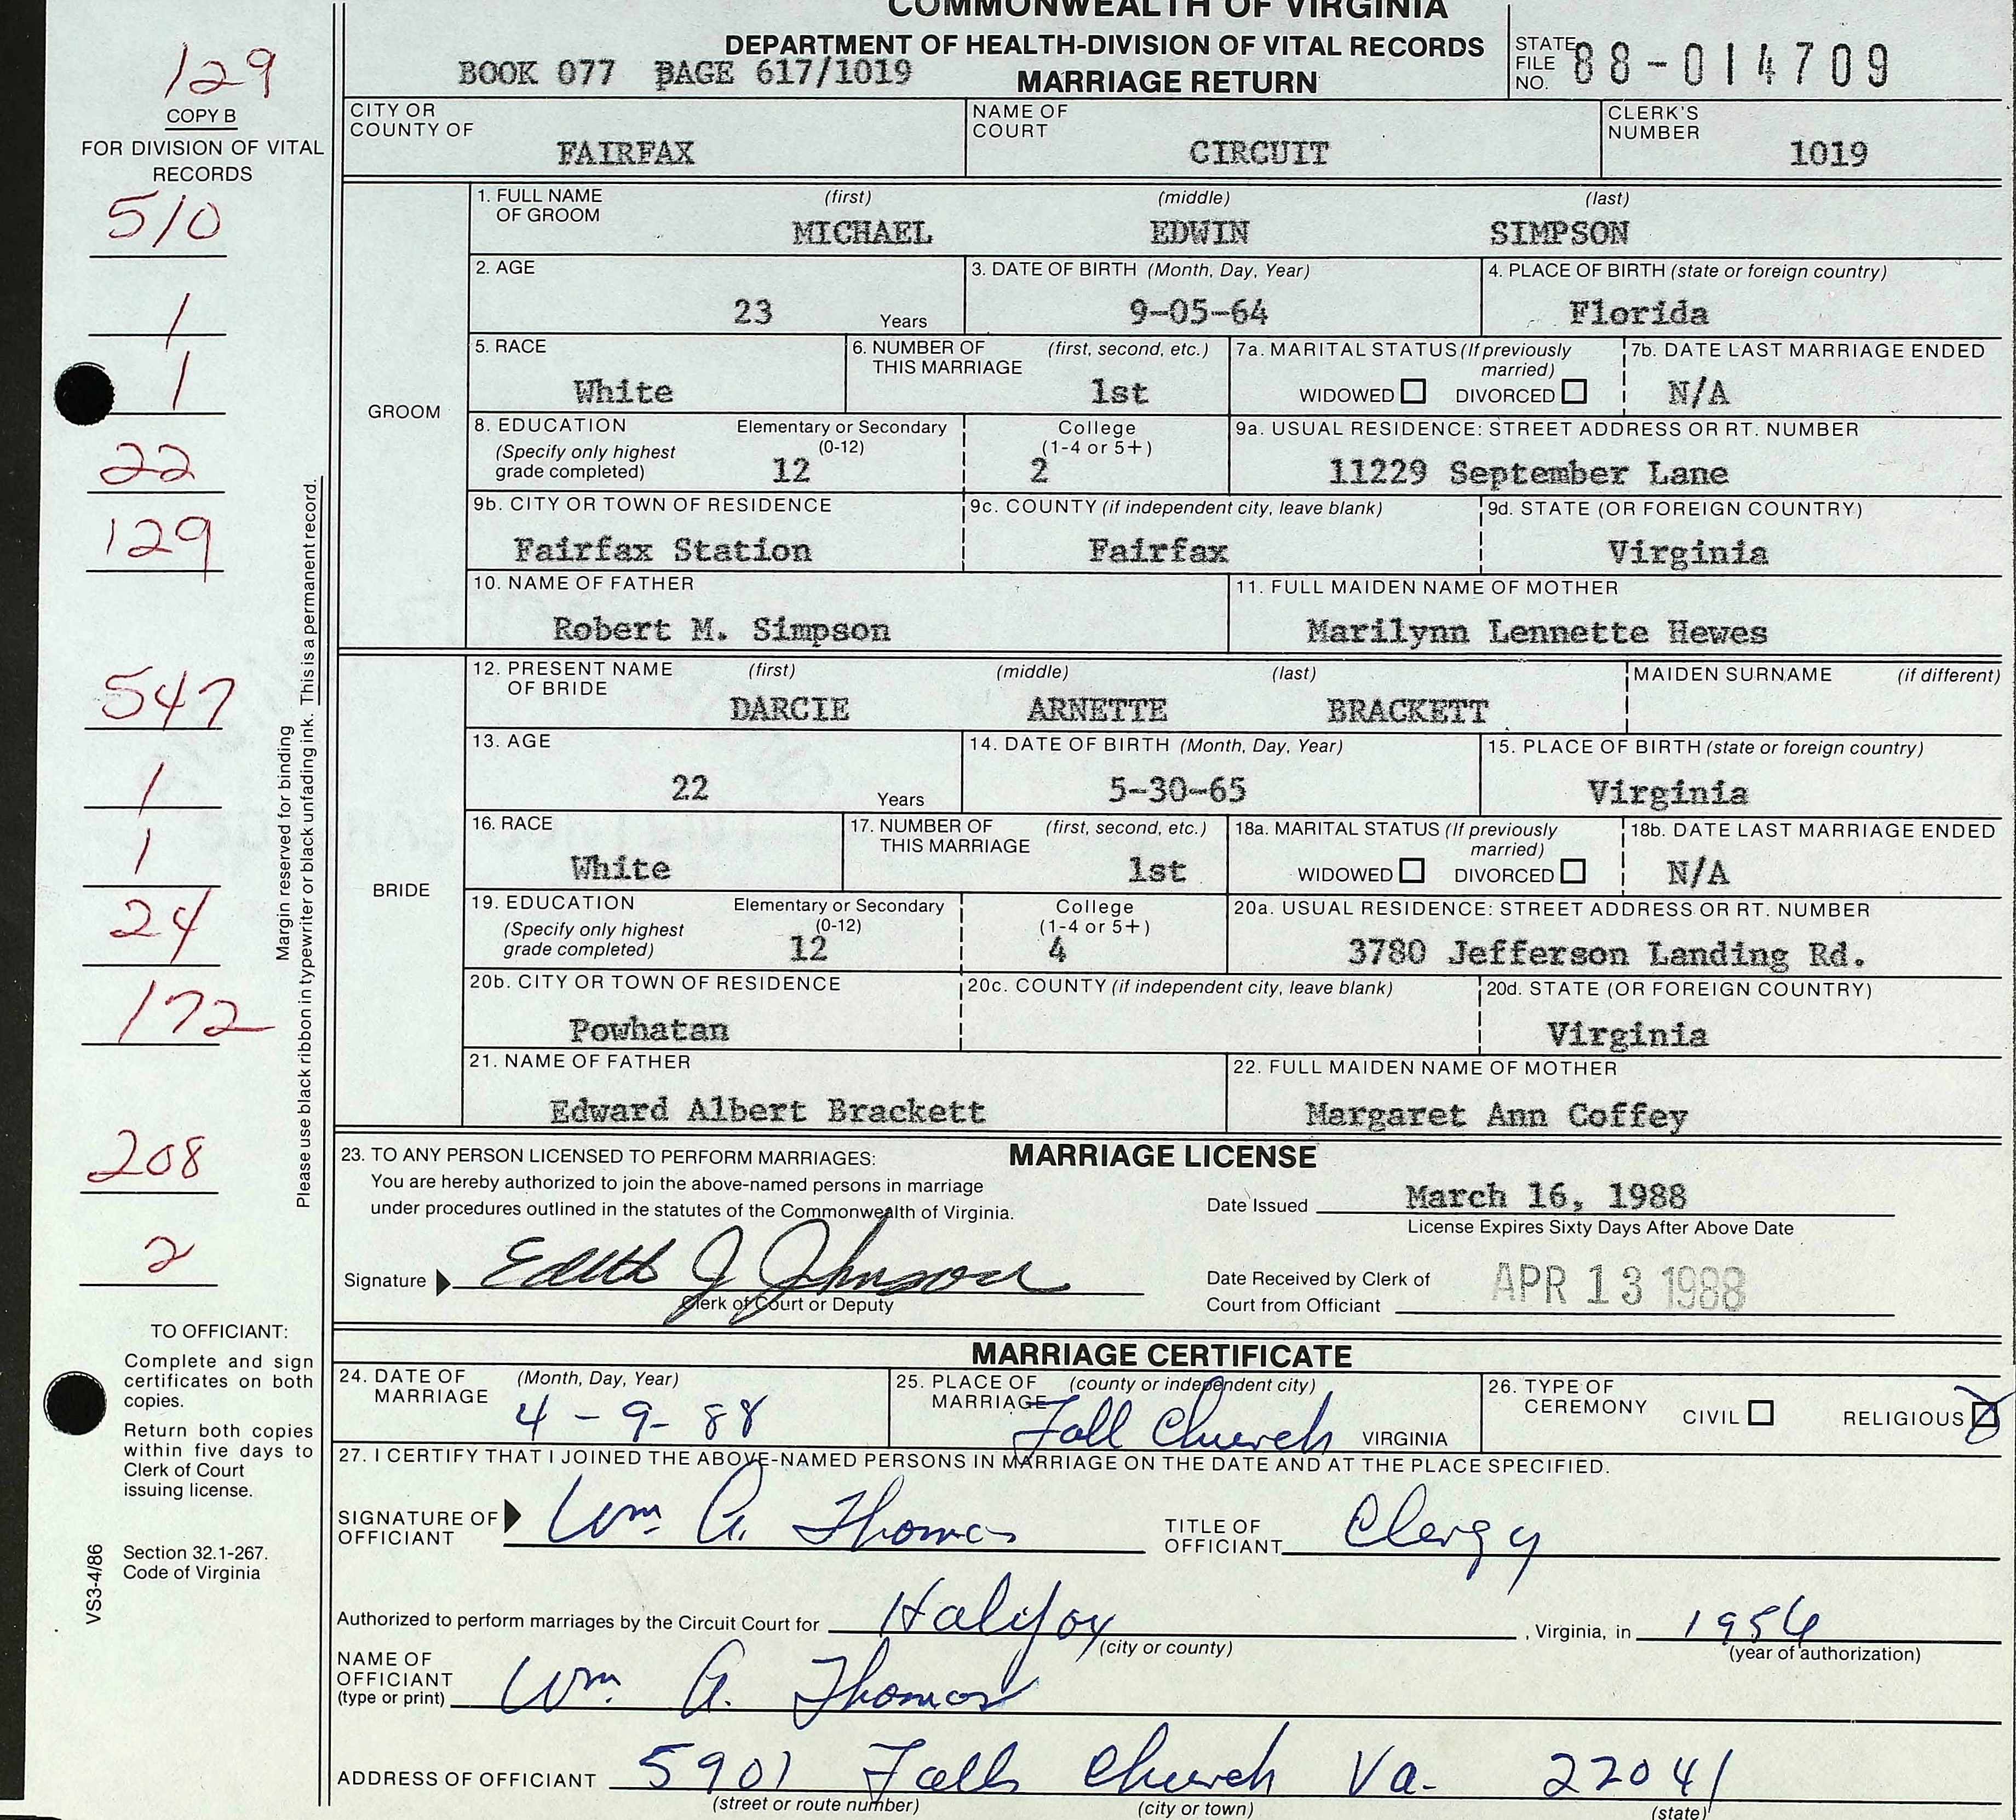 COMMONWEALTH OF VIRGINIA
DEPARTMENT OF HEALTH-DIVISION OF VITAL RECORDS
BOOK 077 PAGE 617/1019
MARRIAGE RETURN
STATE FILE NO. 88-014709
129
COPY B
FOR DIVISION OF VITAL RECORDS
510
1
1
22
129
547
1
1
24
172
208
2
Margin reserved for binding
Please use black ribbon in typewriter or black unfading ink. This is a permanent record.
TO OFFICIANT:
Complete and sign
certificates on both
copies.
Return both copies
within five days to
Clerk of Court
issuing license.
Section 32.1-267.
Code of Virginia
VS3-4/86
CITY OR COUNTY OF FAIRFAX
NAME OF COURT CIRCUIT
CLERK'S NUMBER 1019
GROOM
1. FULL NAME OF GROOM (first) (middle) (last)
MICHAEL EDWIN SIMPSON
2. AGE 23 Years
3. DATE OF BIRTH (Month, Day, Year) 9-05-64
4. PLACE OF BIRTH (state or foreign country) Florida
5. RACE White
6. NUMBER OF THIS MARRIAGE (first, second, etc.) 1st
7a. MARITAL STATUS (If previously married) WIDOWED DIVORCED
7b. DATE LAST MARRIAGE ENDED N/A
8. EDUCATION (Specify only highest grade completed) Elementary or Secondary (0-12) 12
College (1-4 or 5+) 2
9a. USUAL RESIDENCE: STREET ADDRESS OR RT. NUMBER 11229 September Lane
9b. CITY OR TOWN OF RESIDENCE Fairfax Station
9c. COUNTY (if independent city, leave blank) Fairfax
9d. STATE (OR FOREIGN COUNTRY) Virginia
10. NAME OF FATHER Robert M. Simpson
11. FULL MAIDEN NAME OF MOTHER Marilynn Lennette Hewes
BRIDE
12. PRESENT NAME OF BRIDE (first) (middle) (last) MAIDEN SURNAME (if different)
DARCIE ARNETTE BRACKETT
13. AGE 22 Years
14. DATE OF BIRTH (Month, Day, Year) 5-30-65
15. PLACE OF BIRTH (state or foreign country) Virginia
16. RACE White
17. NUMBER OF THIS MARRIAGE (first, second, etc.) 1st
18a. MARITAL STATUS (If previously married) WIDOWED DIVORCED
18b. DATE LAST MARRIAGE ENDED N/A
19. EDUCATION (Specify only highest grade completed) Elementary or Secondary (0-12) 12
College (1-4 or 5+) 4
20a. USUAL RESIDENCE: STREET ADDRESS OR RT. NUMBER 3780 Jefferson Landing Rd.
20b. CITY OR TOWN OF RESIDENCE Powhatan
20c. COUNTY (if independent city, leave blank)
20d. STATE (OR FOREIGN COUNTRY) Virginia
21. NAME OF FATHER Edward Albert Brackett
22. FULL MAIDEN NAME OF MOTHER Margaret Ann Coffey
23. TO ANY PERSON LICENSED TO PERFORM MARRIAGES: MARRIAGE LICENSE
You are hereby authorized to join the above-named persons in marriage
under procedures outlined in the statutes of the Commonwealth of Virginia.
Date Issued March 16, 1988
License Expires Sixty Days After Above Date
Signature Edith J Johnson
Clerk of Court or Deputy
Date Received by Clerk of Court from Officiant APR 13 1988
MARRIAGE CERTIFICATE
24. DATE OF MARRIAGE (Month, Day, Year) 4-9-88
25. PLACE OF MARRIAGE (county or independent city) Fall Church VIRGINIA
26. TYPE OF CEREMONY CIVIL RELIGIOUS
27. I CERTIFY THAT I JOINED THE ABOVE-NAMED PERSONS IN MARRIAGE ON THE DATE AND AT THE PLACE SPECIFIED.
SIGNATURE OF OFFICIANT Wm. A. Thomas
TITLE OF OFFICIANT Clergy
Authorized to perform marriages by the Circuit Court for Halifax , Virginia, in 1956
(city or county) (year of authorization)
NAME OF OFFICIANT (type or print) Wm. A. Thomas
ADDRESS OF OFFICIANT 5901 Falls Church Va. 22041
(street or route number) (city or town) (state)